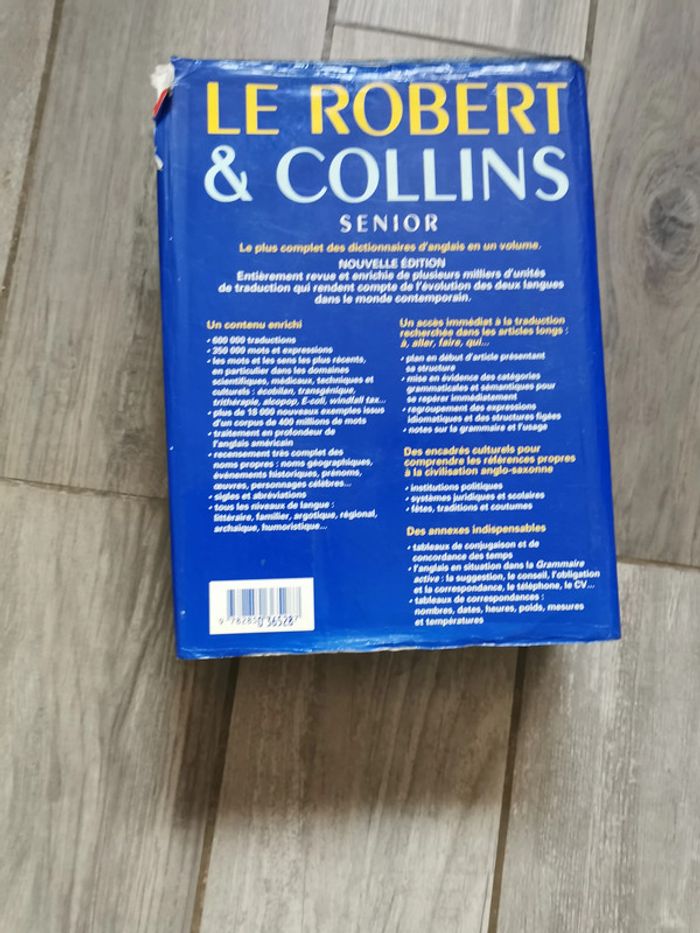 LE ROBERT
& COLLINS
SENIOR
Le plus complet des dictionnaires d'anglais en un volume.
NOUVELLE ÉDITION
Entièrement revue et enrichie de plusieurs milliers d'unités
de traduction qui rendent compte de l'évolution des deux langues
dans le monde contemporain.
Un contenu enrichi
• 600 000 traductions
• 350 000 mots et expressions
• les mots et les sens les plus récents,
en particulier dans les domaines
scientifiques, médicaux, techniques et
culturels : écobilan, transgénique,
trithérapie, alcopop, E-coli, windfall tax...
• plus de 18 000 nouveaux exemples issus
d'un corpus de 400 millions de mots
• traitement en profondeur de
l'anglais américain
• recensement très complet des
noms propres : noms géographiques,
événements historiques, prénoms,
œuvres, personnages célèbres...
• sigles et abréviations
• tous les niveaux de langue :
littéraire, familier, argotique, régional,
archaïque, humoristique...
Un accès immédiat à la traduction
recherchée dans les articles longs :
à, aller, faire, qui...
• plan en début d'article présentant
sa structure
• mise en évidence des catégories
grammaticales et sémantiques pour
se repérer immédiatement
• regroupement des expressions
idiomatiques et des structures figées
• notes sur la grammaire et l'usage
Des encadrés culturels pour
comprendre les références propres
à la civilisation anglo-saxonne
• institutions politiques
• systèmes juridiques et scolaires
• fêtes, traditions et coutumes
Des annexes indispensables
• tableaux de conjugaison et de
concordance des temps
• l'anglais en situation dans la Grammaire
active : la suggestion, le conseil, l'obligation
et la correspondance, le téléphone, le CV...
• tableaux de correspondances :
nombres, dates, heures, poids, mesures
et températures
9 782850 365287